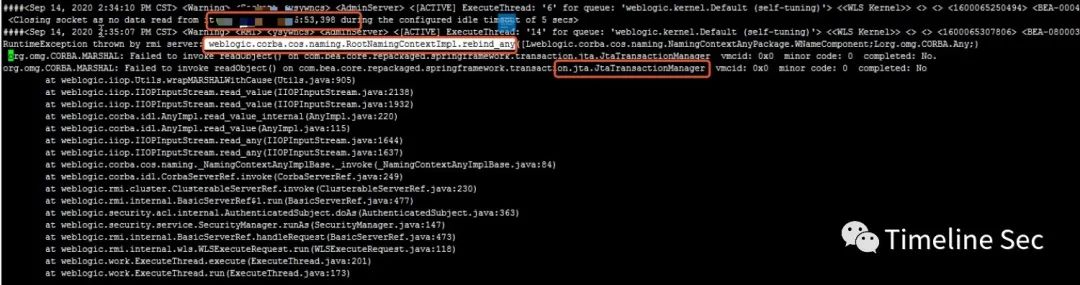 ####<Sep 14, 2020 2:34:10 PM CST> <Warning> <Socket> <ysywncs> <AdminServer> <[ACTIVE] ExecuteThread: '6' for queue: 'weblogic.kernel.Default (self-tuning)'> <<WLS Kernel>> <> <> <1600065250494> <BEA-0004
<Closing socket as no data read from 6:53,398 during the configured idle timeout of 5 secs>
####<Sep 14, 2020 2:35:07 PM CST> <Warning> <RMI> <ysywncs> <AdminServer> <[ACTIVE] ExecuteThread: '14' for queue: 'weblogic.kernel.Default (self-tuning)'> <<WLS Kernel>> <> <> <1600065307806> <BEA-080003
RuntimeException thrown by rmi server: weblogic.corba.cos.naming.RootNamingContextImpl.rebind_any([Lweblogic.corba.cos.naming.NamingContextAnyPackage.WNameComponent;Lorg.omg.CORBA.Any;)
org.omg.CORBA.MARSHAL: Failed to invoke readObject() on com.bea.core.repackaged.springframework.transaction.jta.JtaTransactionManager vmcid: 0x0 minor code: 0 completed: No.
org.omg.CORBA.MARSHAL: Failed to invoke readObject() on com.bea.core.repackaged.springframework.transaction.jta.JtaTransactionManager vmcid: 0x0 minor code: 0 completed: No
at weblogic.iiop.Utils.wrapMARSHALWithCause(Utils.java:905)
at weblogic.iiop.IIOPInputStream.read_value(IIOPInputStream.java:2138)
at weblogic.iiop.IIOPInputStream.read_value(IIOPInputStream.java:1932)
at weblogic.corba.idl.AnyImpl.read_value_internal(AnyImpl.java:220)
at weblogic.corba.idl.AnyImpl.read_value(AnyImpl.java:115)
at weblogic.iiop.IIOPInputStream.read_any(IIOPInputStream.java:1644)
at weblogic.iiop.IIOPInputStream.read_any(IIOPInputStream.java:1637)
at weblogic.corba.cos.naming._NamingContextAnyImplBase._invoke(_NamingContextAnyImplBase.java:84)
at weblogic.corba.idl.CorbaServerRef.invoke(CorbaServerRef.java:249)
at weblogic.rmi.cluster.ClusterableServerRef.invoke(ClusterableServerRef.java:230)
at weblogic.rmi.internal.BasicServerRef$1.run(BasicServerRef.java:477)
at weblogic.security.acl.internal.AuthenticatedSubject.doAs(AuthenticatedSubject.java:363)
at weblogic.security.service.SecurityManager.runAs(SecurityManager.java:147)
at weblogic.rmi.internal.BasicServerRef.handleRequest(BasicServerRef.java:473)
at weblogic.rmi.internal.wls.WLSExecuteRequest.run(WLSExecuteRequest.java:118)
at weblogic.work.ExecuteThread.execute(ExecuteThread.java:201)
at weblogic.work.ExecuteThread.run(ExecuteThread.java:173)
Timeline Sec